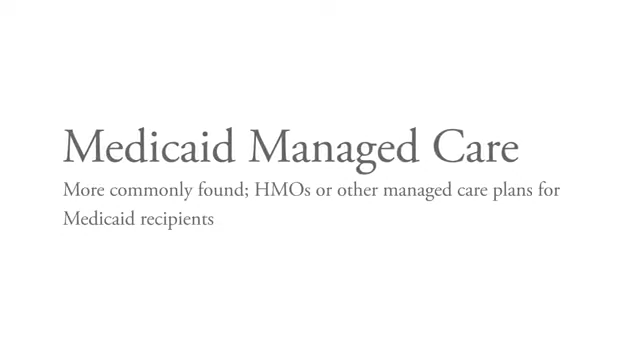 Medicaid Managed Care
More commonly found; HMOs or other managed care plans for
Medicaid recipients